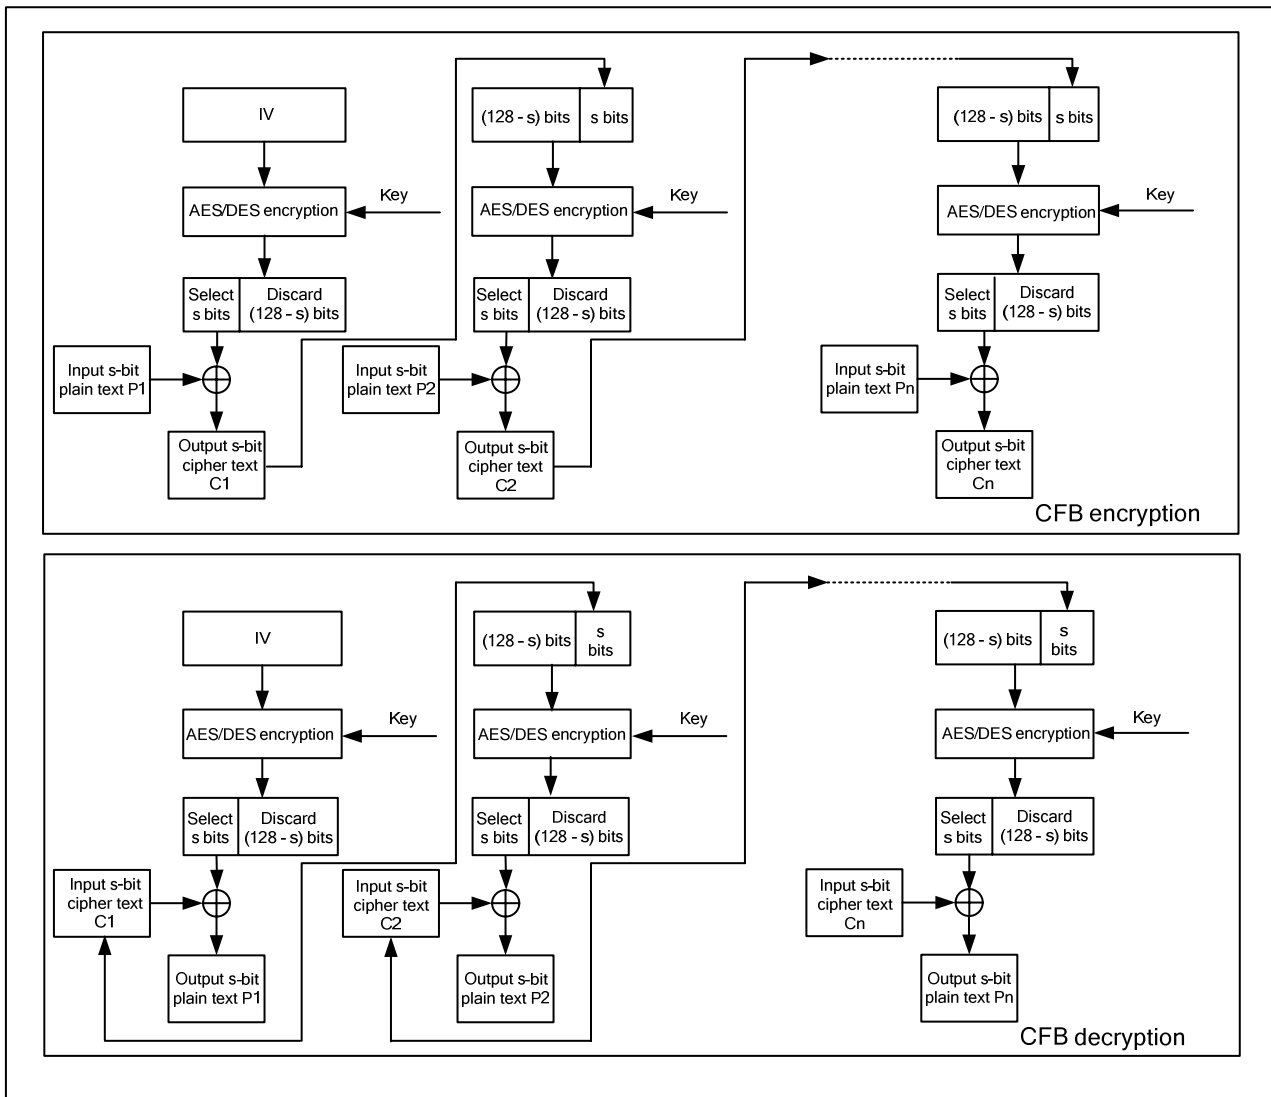 IV
(128 - s) bits
s bits
(128 - s) bits
s bits
AES/DES encryption
Key
AES/DES encryption
Key
AES/DES encryption
Key
Select
s bits
Discard
(128 - s) bits
Select
s bits
Discard
(128 - s) bits
Select
s bits
Discard
(128 - s) bits
Input s-bit
plain text P1
Input s-bit
plain text P2
Input s-bit
plain text Pn
Output s-bit
cipher text
C1
Output s-bit
cipher text
C2
Output s-bit
cipher text
Cn
CFB encryption
IV
(128 - s) bits
s
bits
(128 - s) bits
s
bits
AES/DES encryption
Key
AES/DES encryption
Key
AES/DES encryption
Key
Select
s bits
Discard
(128 - s) bits
Select
s bits
Discard
(128 - s) bits
Select
s bits
Discard
(128 - s) bits
Input s-bit
cipher text
C1
Input s-bit
cipher text
C2
Input s-bit
cipher text
Cn
Output s-bit
plain text P1
Output s-bit
plain text P2
Output s-bit
plain text Pn
CFB decryption